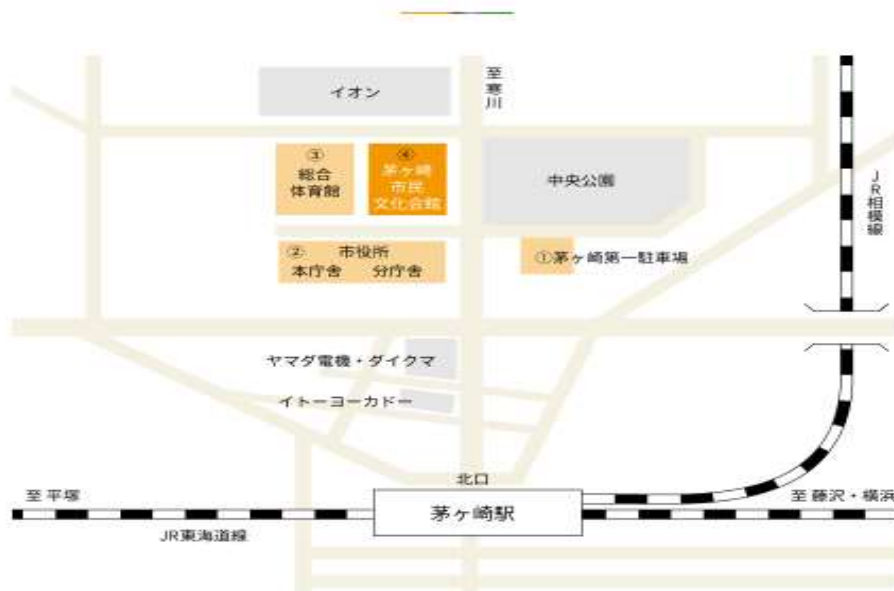 イオン
至寒川
③
総合
体育館
④
茅ヶ崎
市民
文化会館
中央公園
JR相模線
② 市役所
本庁舎 分庁舎
①茅ヶ崎第一駐車場
ヤマダ電機・ダイクマ
イトーヨーカドー
北口
至 平塚
茅ヶ崎駅
至 藤沢・横浜
JR東海道線